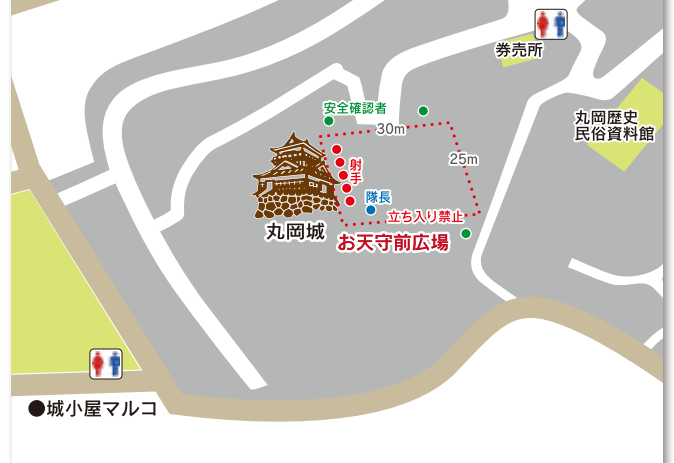 券売所
安全確認者
丸岡歴史
民俗資料館
30m
25m
射手
隊長
立ち入り禁止
丸岡城
お天守前広場
●城小屋マルコ